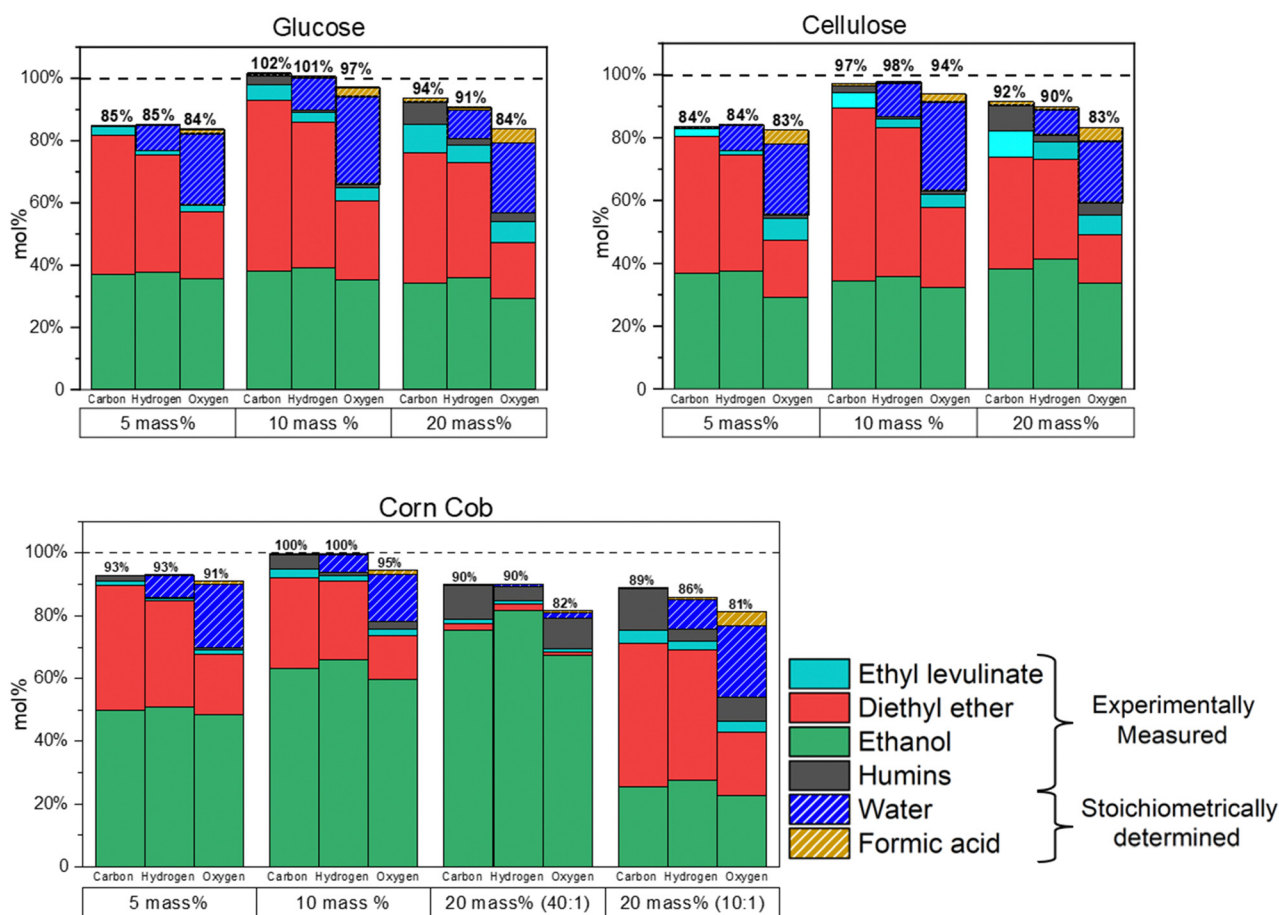 Glucose
mol%
100%
80%
60%
40%
20%
0
85% 85% 84%
102% 101% 97%
94% 91% 84%
Carbon Hydrogen Oxygen Carbon Hydrogen Oxygen Carbon Hydrogen Oxygen
5 mass% 10 mass % 20 mass%
Cellulose
mol%
100%
80%
60%
40%
20%
0
84% 84% 83%
97% 98% 94%
92% 90% 83%
Carbon Hydrogen Oxygen Carbon Hydrogen Oxygen Carbon Hydrogen Oxygen
5 mass% 10 mass % 20 mass%
Corn Cob
mol%
100%
80%
60%
40%
20%
0
93% 93% 91%
100% 100% 95%
90% 90% 82%
89% 86% 81%
Carbon Hydrogen Oxygen Carbon Hydrogen Oxygen Carbon Hydrogen Oxygen Carbon Hydrogen Oxygen
5 mass% 10 mass % 20 mass% (40:1) 20 mass% (10:1)
Ethyl levulinate
Diethyl ether
Ethanol
Humins
Water
Formic acid
Experimentally
Measured
Stoichiometrically
determined